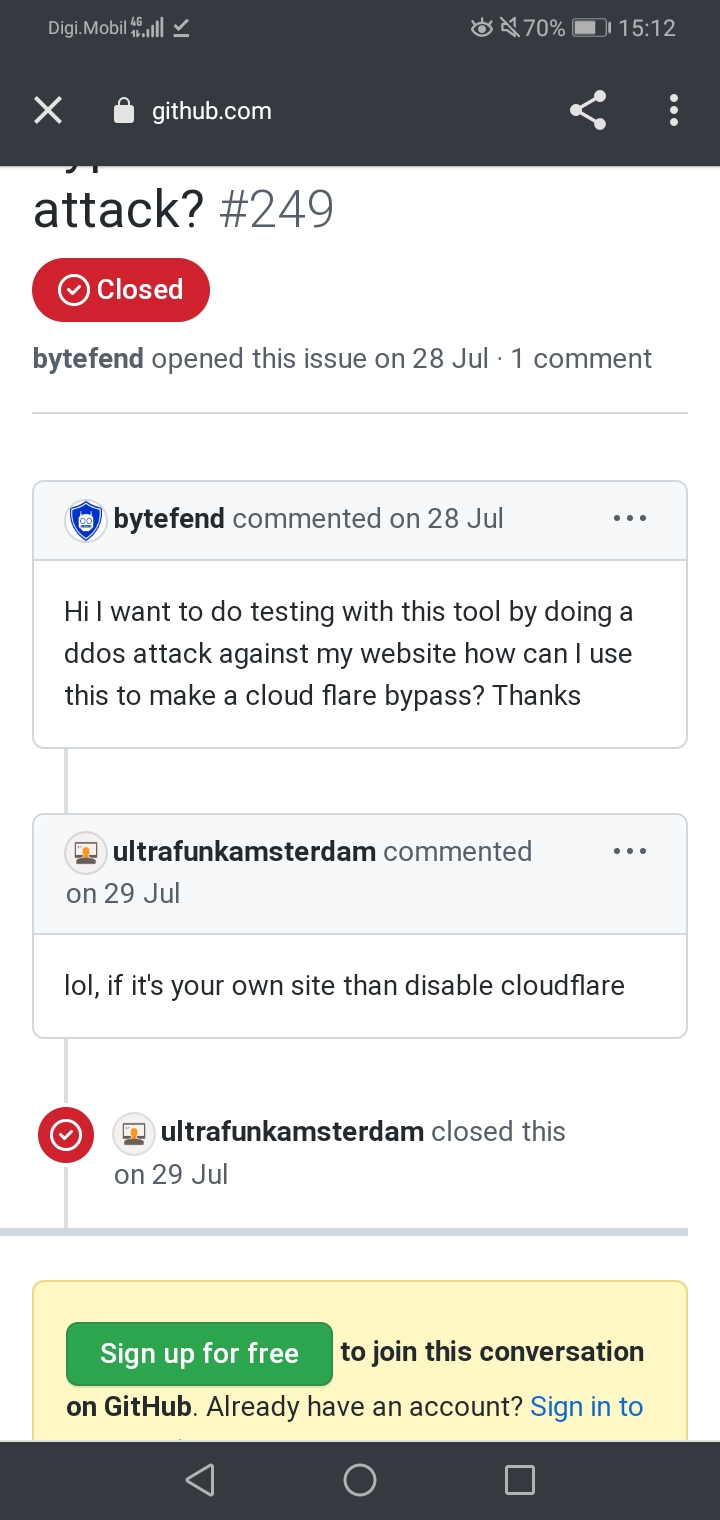 Digi.Mobil 4G 70% 15:12
github.com
attack? #249
Closed
bytefend opened this issue on 28 Jul · 1 comment
bytefend commented on 28 Jul
Hi I want to do testing with this tool by doing a
ddos attack against my website how can I use
this to make a cloud flare bypass? Thanks
ultrafunkamsterdam commented
on 29 Jul
lol, if it's your own site than disable cloudflare
ultrafunkamsterdam closed this
on 29 Jul
Sign up for free to join this conversation
on GitHub. Already have an account? Sign in to